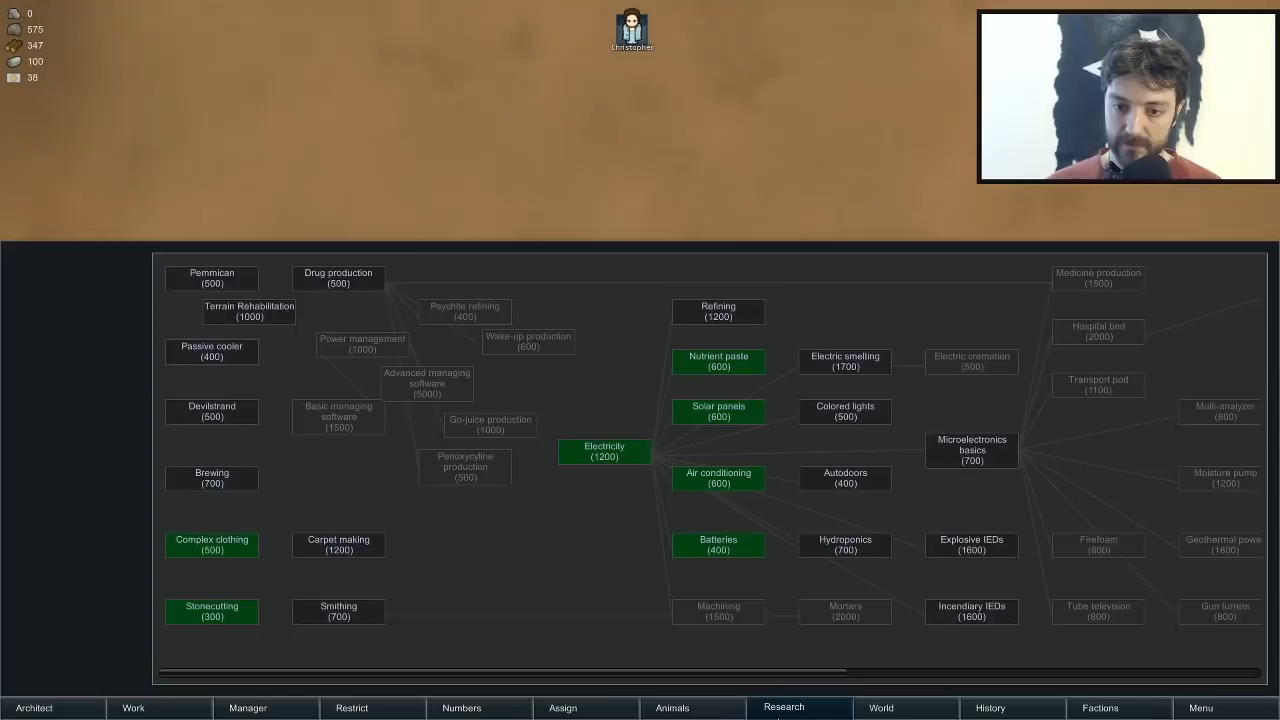 0
575
347
100
38
Christopher
Pemmican
(500)
Drug production
(500)
Medicine production
(1500)
Terrain Rehabilitation
(1000)
Psychite refining
(400)
Refining
(1200)
Power management
(1000)
Wake-up production
(600)
Hospital bed
(2000)
Passive cooler
(400)
Nutrient paste
(600)
Electric smelting
(1700)
Electric cremation
(500)
Advanced managing
software
(5000)
Transport pod
(1100)
Devilstrand
(500)
Basic managing
software
(1500)
Go-juice production
(1000)
Solar panels
(600)
Colored lights
(500)
Multi-analyzer
(800)
Electricity
(1200)
Microelectronics
basics
(700)
Brewing
(700)
Penoxycyline
production
(500)
Air conditioning
(600)
Autodoors
(400)
Moisture pump
(1200)
Complex clothing
(500)
Carpet making
(1200)
Batteries
(400)
Hydroponics
(700)
Explosive IEDs
(1600)
Firefoam
(800)
Geothermal powe
(1800)
Stonecutting
(300)
Smithing
(700)
Machining
(1500)
Mortars
(2000)
Incendiary IEDs
(1600)
Tube television
(800)
Gun turrets
(800)
Architect
Work
Manager
Restrict
Numbers
Assign
Animals
Research
World
History
Factions
Menu